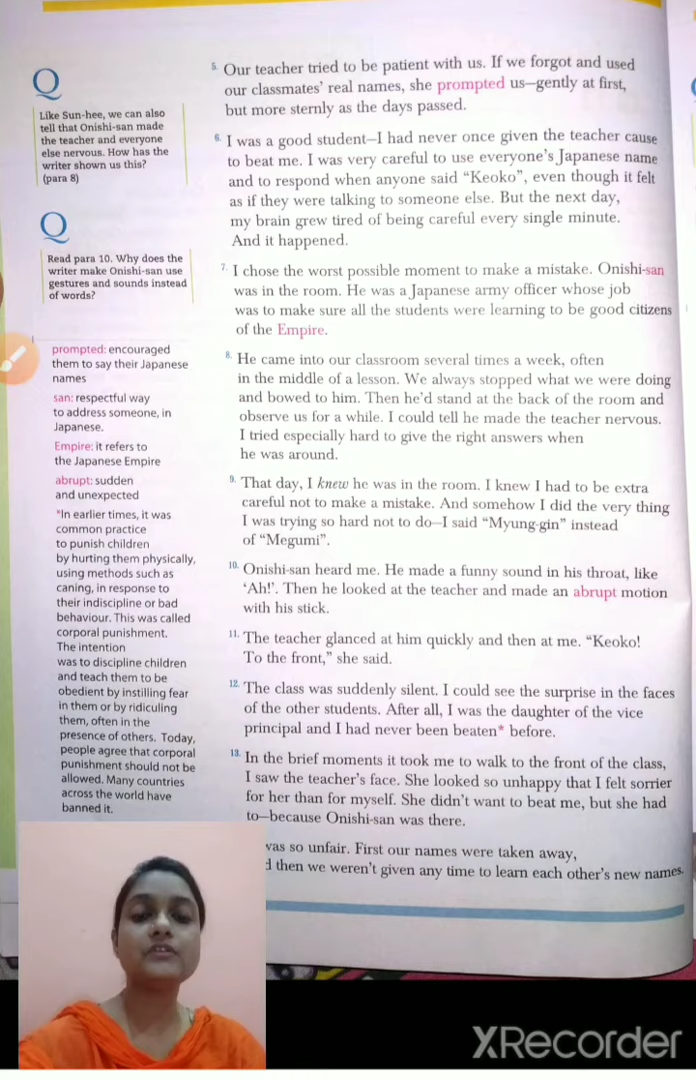 Q
Like Sun-hee, we can also
tell that Onishi-san made
the teacher and everyone
else nervous. How has the
writer shown us this?
(para 8)
Q
Read para 10. Why does the
writer make Onishi-san use
gestures and sounds instead
of words?
prompted: encouraged
them to say their Japanese
names
san: respectful way
to address someone, in
Japanese.
Empire: it refers to
the Japanese Empire
abrupt: sudden
and unexpected
*In earlier times, it was
common practice
to punish children
by hurting them physically,
using methods such as
caning, in response to
their indiscipline or bad
behaviour. This was called
corporal punishment.
The intention
was to discipline children
and teach them to be
obedient by instilling fear
in them or by ridiculing
them, often in the
presence of others. Today,
people agree that corporal
punishment should not be
allowed. Many countries
across the world have
banned it.
5. Our teacher tried to be patient with us. If we forgot and used
our classmates' real names, she prompted us—gently at first,
but more sternly as the days passed.
6. I was a good student—I had never once given the teacher cause
to beat me. I was very careful to use everyone's Japanese name
and to respond when anyone said “Keoko”, even though it felt
as if they were talking to someone else. But the next day,
my brain grew tired of being careful every single minute.
And it happened.
7. I chose the worst possible moment to make a mistake. Onishi-san
was in the room. He was a Japanese army officer whose job
was to make sure all the students were learning to be good citizens
of the Empire.
8. He came into our classroom several times a week, often
in the middle of a lesson. We always stopped what we were doing
and bowed to him. Then he'd stand at the back of the room and
observe us for a while. I could tell he made the teacher nervous.
I tried especially hard to give the right answers when
he was around.
9. That day, I knew he was in the room. I knew I had to be extra
careful not to make a mistake. And somehow I did the very thing
I was trying so hard not to do—I said “Myung-gin” instead
of “Megumi”.
10. Onishi-san heard me. He made a funny sound in his throat, like
‘Ah!’. Then he looked at the teacher and made an abrupt motion
with his stick.
11. The teacher glanced at him quickly and then at me. “Keoko!
To the front,” she said.
12. The class was suddenly silent. I could see the surprise in the faces
of the other students. After all, I was the daughter of the vice
principal and I had never been beaten* before.
13. In the brief moments it took me to walk to the front of the class,
I saw the teacher's face. She looked so unhappy that I felt sorrier
for her than for myself. She didn't want to beat me, but she had
to—because Onishi-san was there.
was so unfair. First our names were taken away,
then we weren't given any time to learn each other's new names.
XRecorder